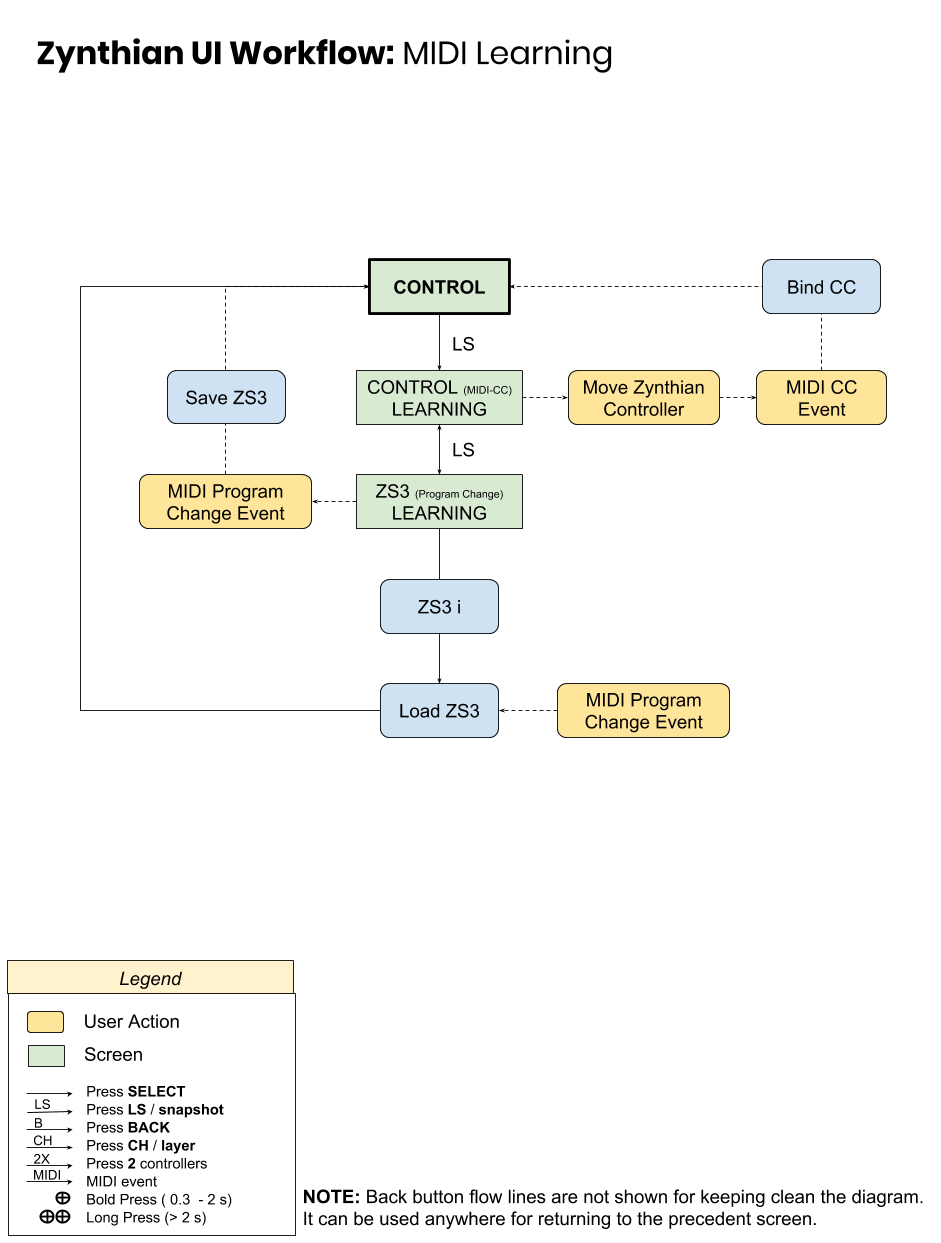 Zynthian UI Workflow: MIDI Learning
CONTROL
Bind CC
LS
Save ZS3
CONTROL (MIDI-CC)
LEARNING
Move Zynthian
Controller
MIDI CC
Event
LS
MIDI Program
Change Event
ZS3 (Program Change)
LEARNING
ZS3 i
Load ZS3
MIDI Program
Change Event
Legend
User Action
Screen
Press SELECT
LS Press LS / snapshot
B Press BACK
CH Press CH / layer
2X Press 2 controllers
MIDI MIDI event
Bold Press ( 0.3 - 2 s)
Long Press (> 2 s)
NOTE: Back button flow lines are not shown for keeping clean the diagram.
It can be used anywhere for returning to the precedent screen.